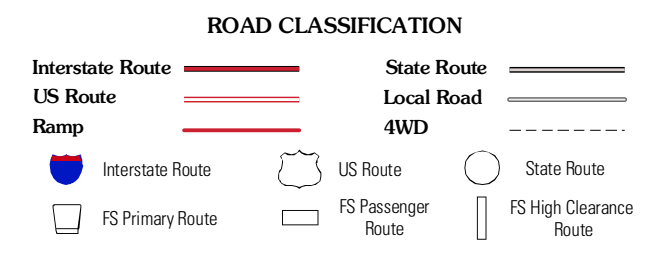 ROAD CLASSIFICATION
Interstate Route
State Route
US Route
Local Road
Ramp
4WD
Interstate Route
US Route
State Route
FS Primary Route
FS Passenger
Route
FS High Clearance
Route